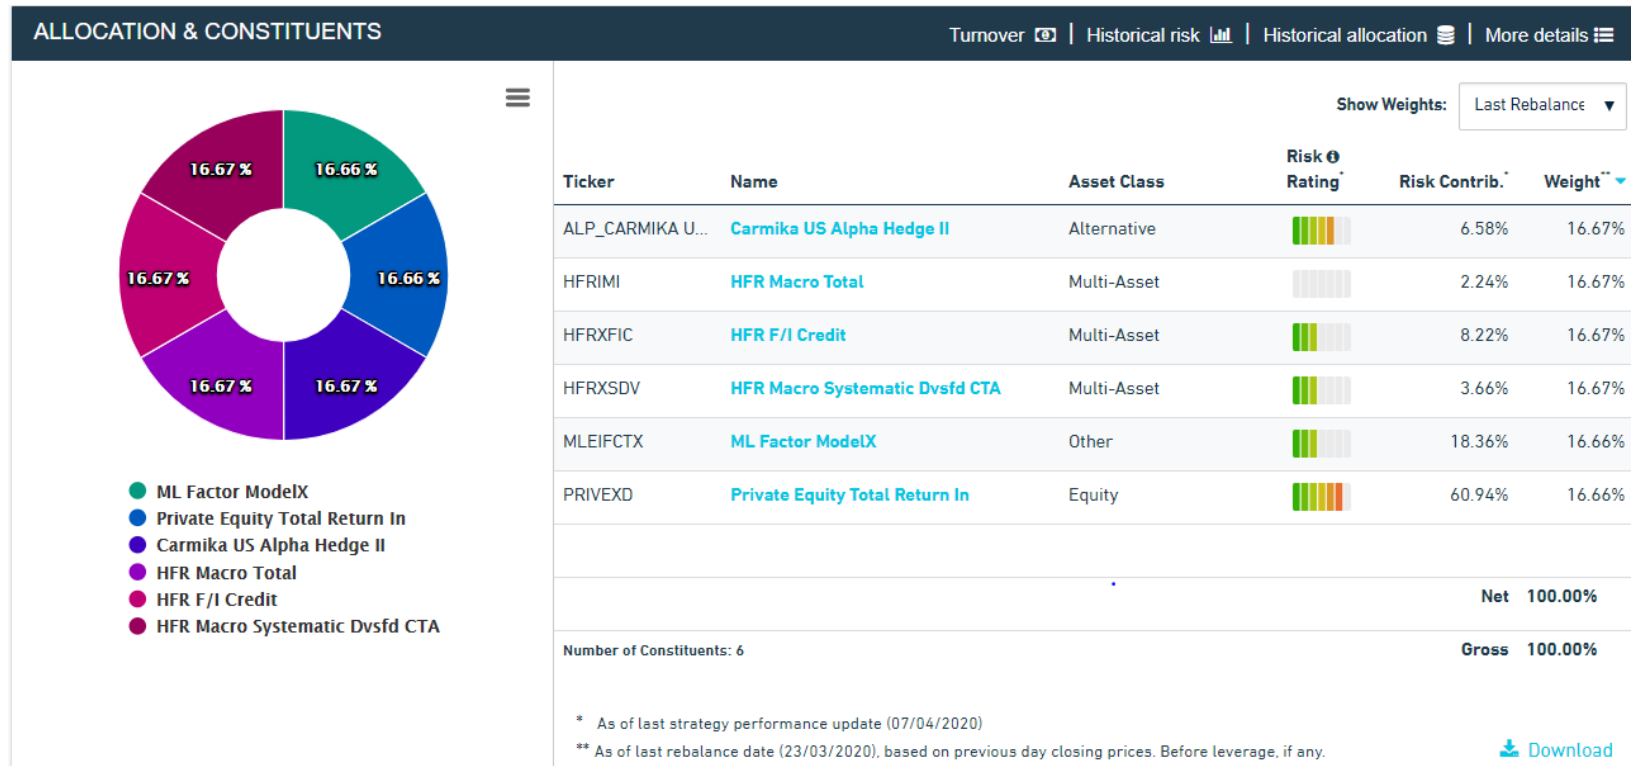 ALLOCATION & CONSTITUENTS
Turnover | Historical risk | Historical allocation | More details
Show Weights: Last Rebalance ▼
Ticker Name Asset Class Risk Rating* Risk Contrib.* Weight**
ALP_CARMIKA U... Carmika US Alpha Hedge II Alternative 6.58% 16.67%
HFRIMI HFR Macro Total Multi-Asset 2.24% 16.67%
HFRXFIC HFR F/I Credit Multi-Asset 8.22% 16.67%
HFRXSDV HFR Macro Systematic Dvsfd CTA Multi-Asset 3.66% 16.67%
MLEIFCTX ML Factor ModelX Other 18.36% 16.66%
PRIVEXD Private Equity Total Return In Equity 60.94% 16.66%
Net 100.00%
Number of Constituents: 6 Gross 100.00%
* As of last strategy performance update (07/04/2020)
** As of last rebalance date (23/03/2020), based on previous day closing prices. Before leverage, if any.
Download
16.67 % 16.66 %
16.67 % 16.66 %
16.67 % 16.67 %
ML Factor ModelX
Private Equity Total Return In
Carmika US Alpha Hedge II
HFR Macro Total
HFR F/I Credit
HFR Macro Systematic Dvsfd CTA